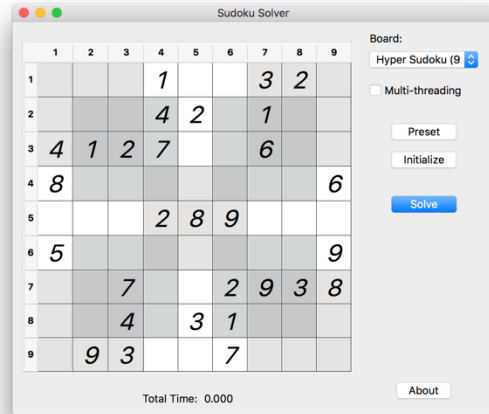 Sudoku Solver
Board:
Hyper Sudoku (9
Multi-threading
Preset
Initialize
Solve
1 2 3 4 5 6 7 8 9
1 1 3 2
2 4 2 1
3 4 1 2 7 6
4 8 6
5 2 8 9
6 5 9
7 7 2 9 3 8
8 4 3 1
9 9 3 7
Total Time: 0.000
About